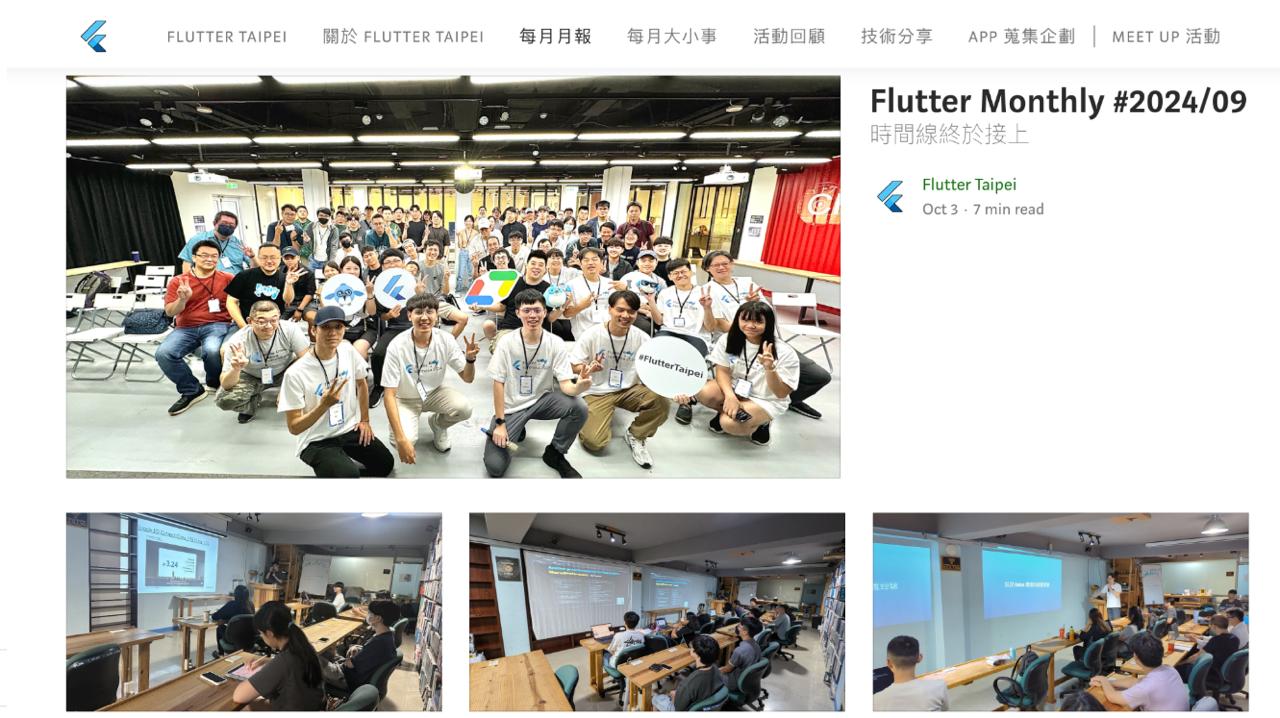 FLUTTER TAIPEI
關於 FLUTTER TAIPEI
每月月報
每月大小事
活動回顧
技術分享
APP 蒐集企劃
MEET UP 活動
Flutter Monthly #2024/09
時間線終於接上
Flutter Taipei
Oct 3 · 7 min read
#FlutterTaipei